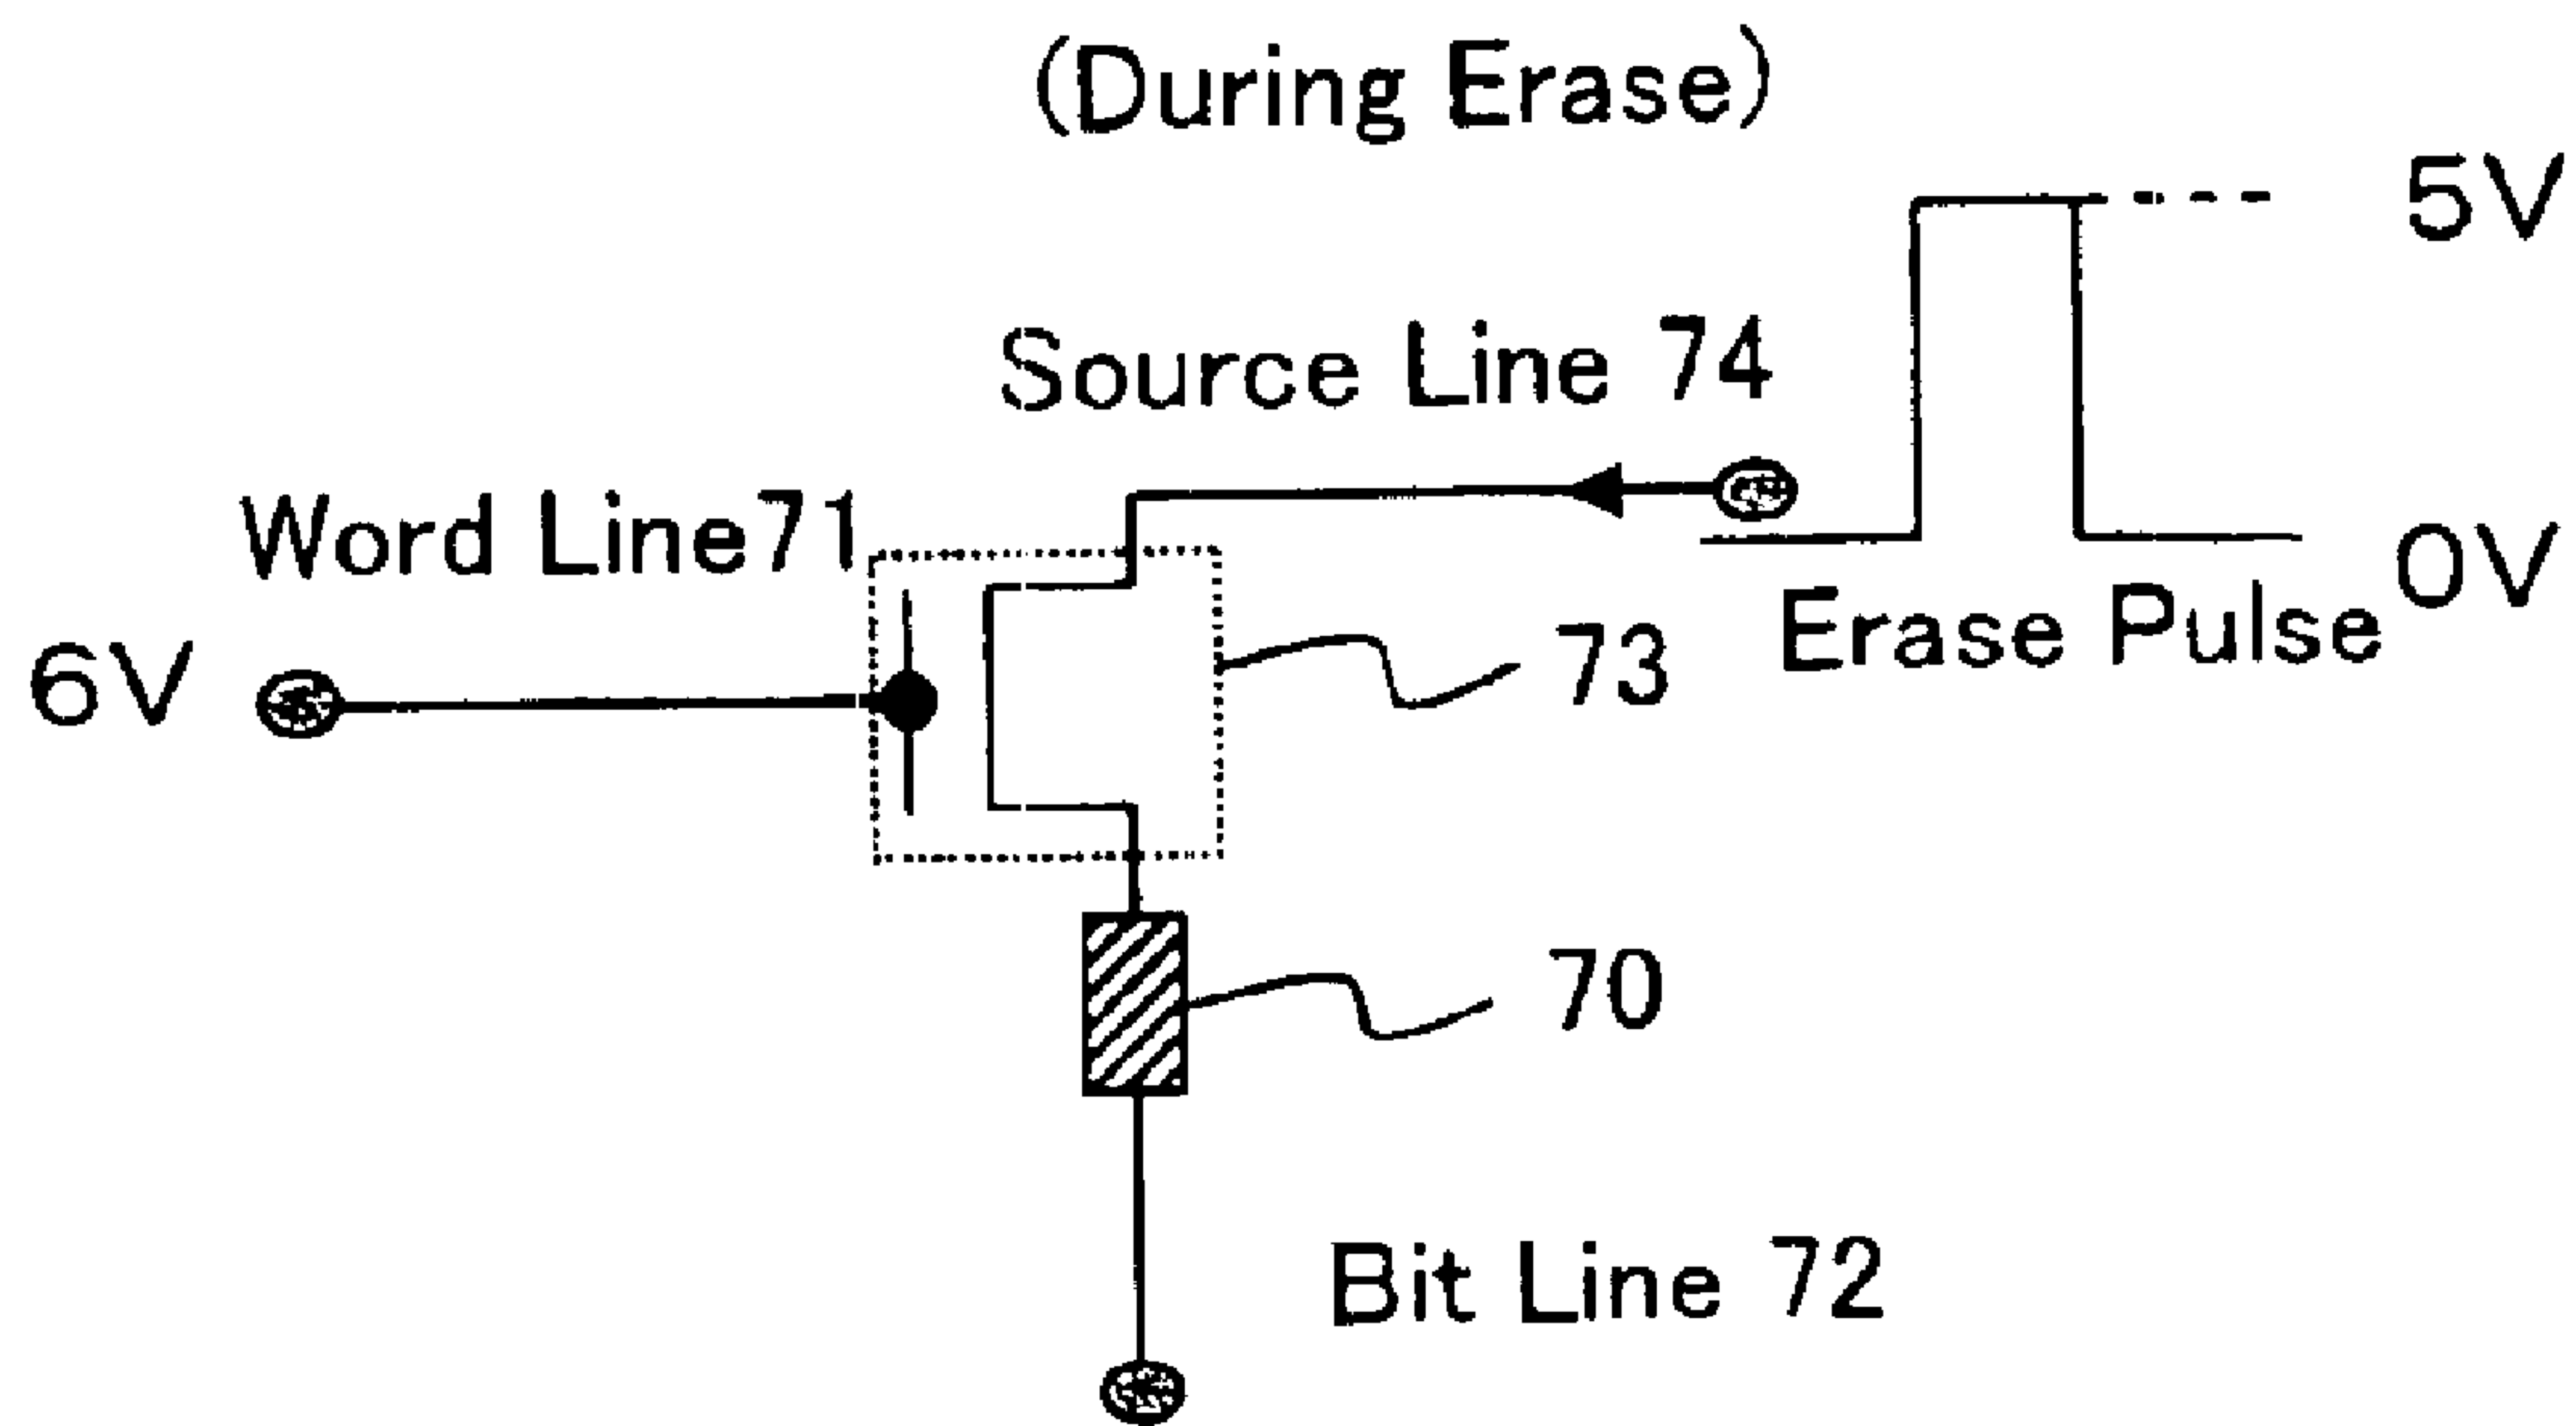 (During Erase)
5V
Source Line 74
Word Line71
0V
Erase Pulse
6V
73
70
Bit Line 72